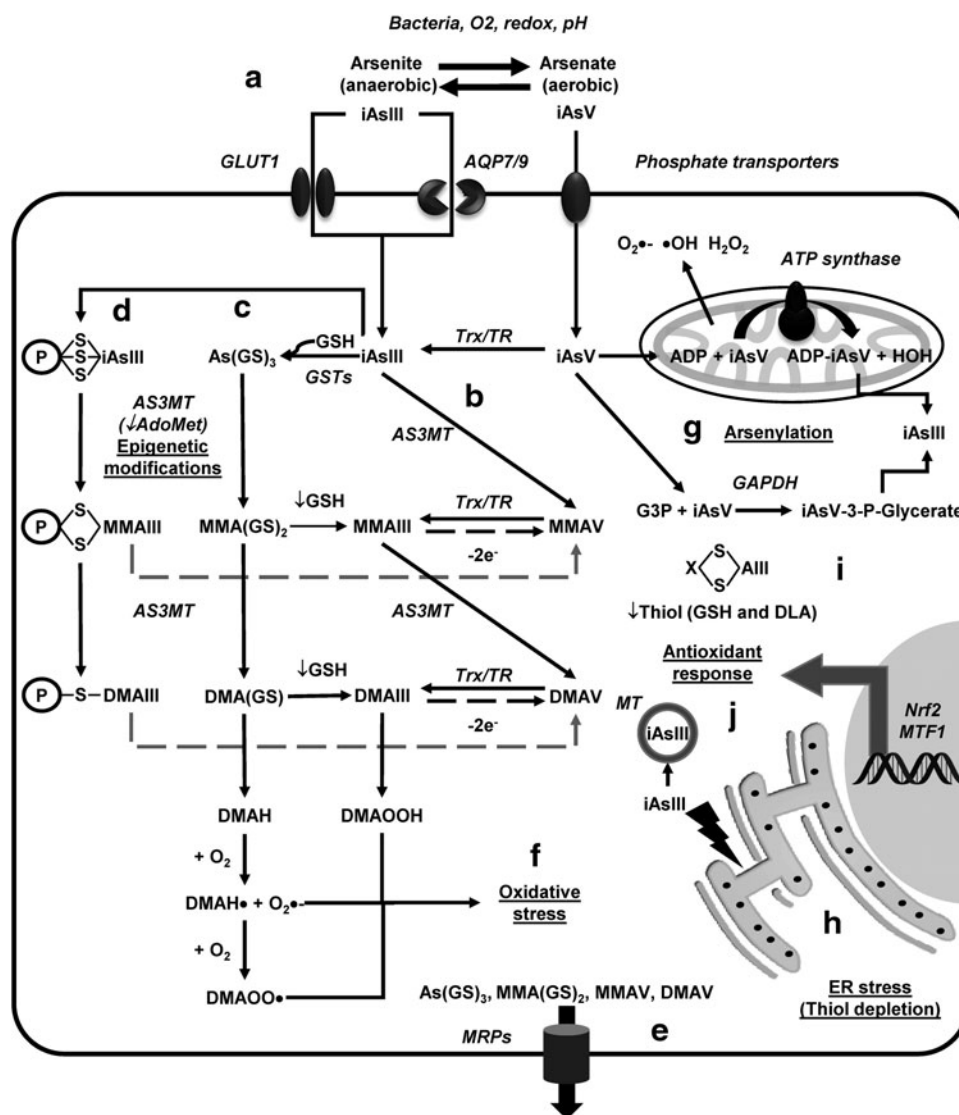 Bacteria, O2, redox, pH
a
Arsenite
(anaerobic)
iAsIII
Arsenate
(aerobic)
iAsV
GLUT1
AQP7/9
Phosphate transporters
O₂•- •OH H₂O₂
ATP synthase
d
c
P
S
S
S
iAsIII
As(GS)₃
GSH
GSTs
iAsIII
Trx/TR
iAsV
ADP + iAsV
ADP-iAsV + HOH
b
AS3MT
(↓AdoMet)
Epigenetic
modifications
AS3MT
g
Arsenylation
iAsIII
GAPDH
G3P + iAsV
iAsV-3-P-Glycerate
P
S
S
MMAIII
MMA(GS)₂
↓GSH
MMAIII
Trx/TR
-2e⁻
MMAV
X
S
S
AIII
i
↓Thiol (GSH and DLA)
AS3MT
AS3MT
Antioxidant
response
P
S
DMAIII
DMA(GS)
↓GSH
DMAIII
Trx/TR
-2e⁻
DMAV
MT
iAsIII
j
Nrf2
MTF1
iAsIII
DMAH
DMAOOH
+ O₂
f
DMAH• + O₂•-
Oxidative
stress
h
+ O₂
DMAOO•
As(GS)₃, MMA(GS)₂, MMAV, DMAV
ER stress
(Thiol depletion)
MRPs
e